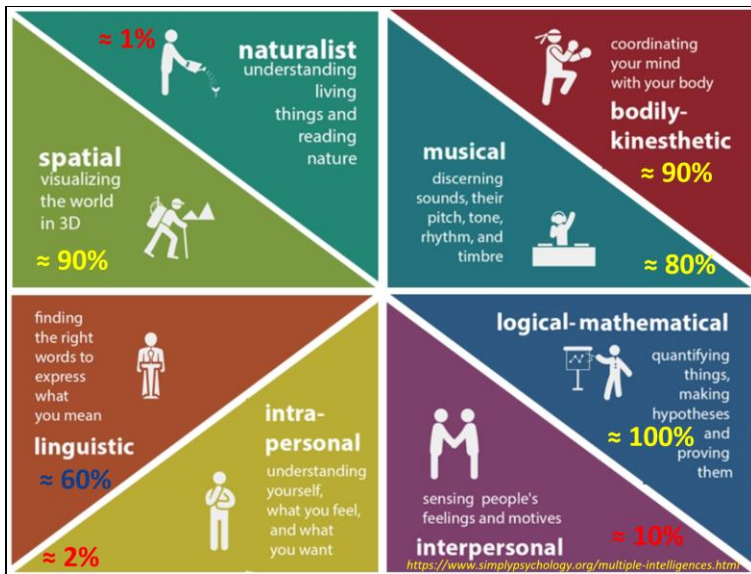 ≈ 1%
naturalist
understanding
living
things and
reading
nature
spatial
visualizing
the world
in 3D
≈ 90%
coordinating
your mind
with your body
bodily-
kinesthetic
≈ 90%
musical
discerning
sounds, their
pitch, tone,
rhythm, and
timbre
≈ 80%
finding
the right
words to
express
what
you mean
linguistic
≈ 60%
intra-
personal
understanding
yourself,
what you feel,
and what
you want
≈ 2%
logical-mathematical
quantifying
things,
making
hypotheses
≈ 100% and
proving
them
sensing people's
feelings and motives
≈ 10%
interpersonal
https://www.simplypsychology.org/multiple-intelligences.html